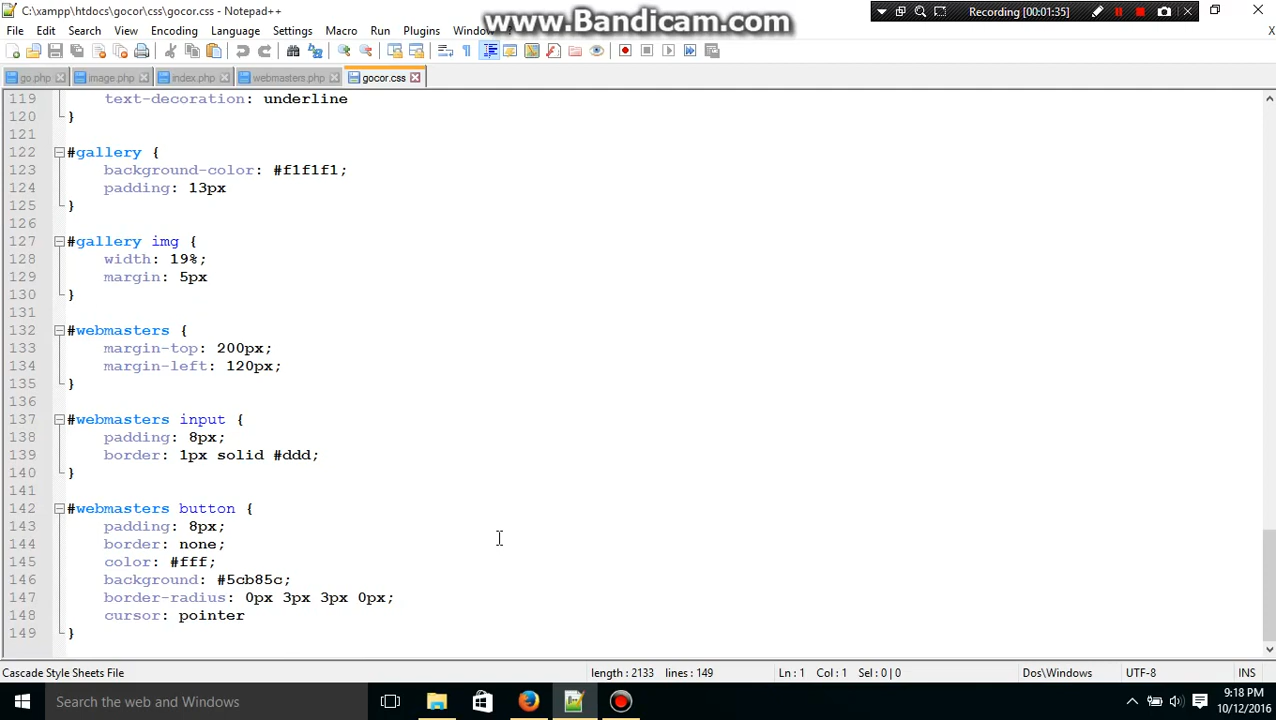 C:\xampp\htdocs\gocor\css\gocor.css - Notepad++
www.Bandicam.com
Recording [00:01:35]
File Edit Search View Encoding Language Settings Macro Run Plugins Window
X
go.php image.php index.php webmasters.php gocor.css
119 text-decoration: underline
120 }
121
122 #gallery {
123 background-color: #f1f1f1;
124 padding: 13px
125 }
126
127 #gallery img {
128 width: 19%;
129 margin: 5px
130 }
131
132 #webmasters {
133 margin-top: 200px;
134 margin-left: 120px;
135 }
136
137 #webmasters input {
138 padding: 8px;
139 border: 1px solid #ddd;
140 }
141
142 #webmasters button {
143 padding: 8px;
144 border: none;
145 color: #fff;
146 background: #5cb85c;
147 border-radius: 0px 3px 3px 0px;
148 cursor: pointer
149 }
Cascade Style Sheets File length : 2133 lines : 149 Ln : 1 Col : 1 Sel : 0 | 0 Dos\Windows UTF-8 INS
Search the web and Windows
9:18 PM
10/12/2016